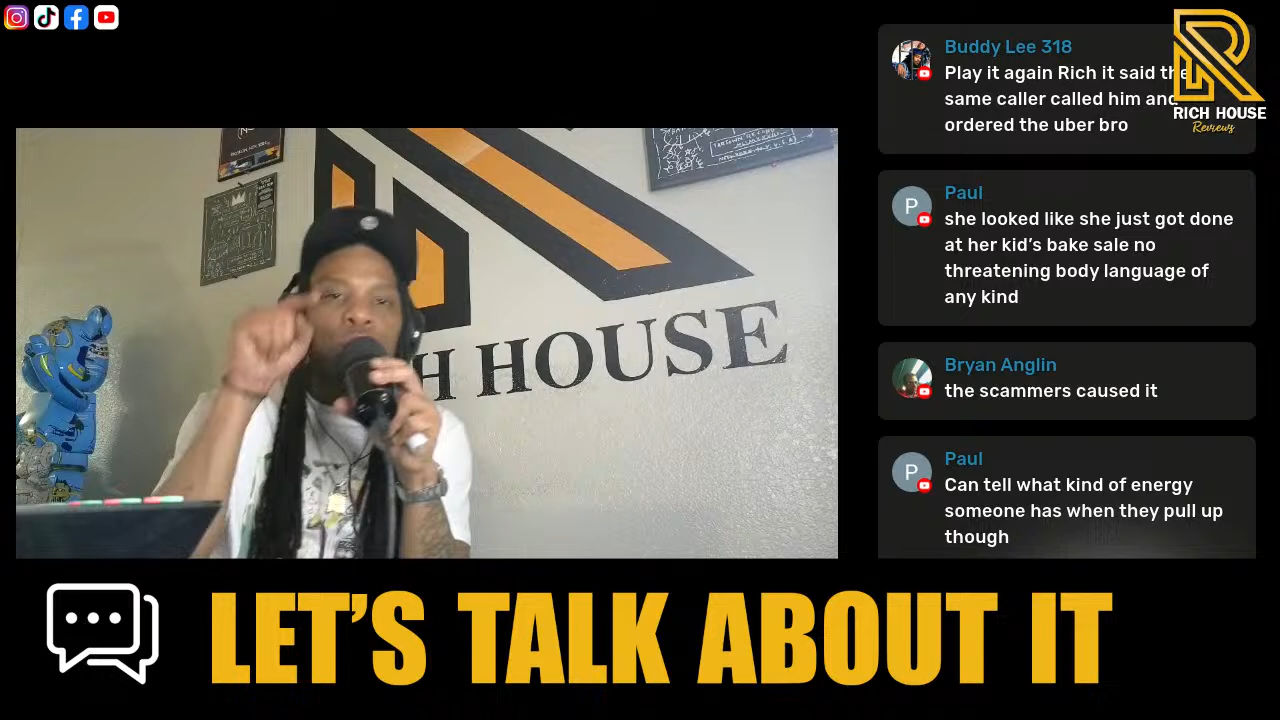 Buddy Lee 318
Play it again Rich it said the
same caller called him and
ordered the uber bro
RICH HOUSE
Reviews
P
Paul
she looked like she just got done
at her kid's bake sale no
threatening body language of
any kind
Bryan Anglin
the scammers caused it
P
Paul
Can tell what kind of energy
someone has when they pull up
though
H HOUSE
LET'S TALK ABOUT IT